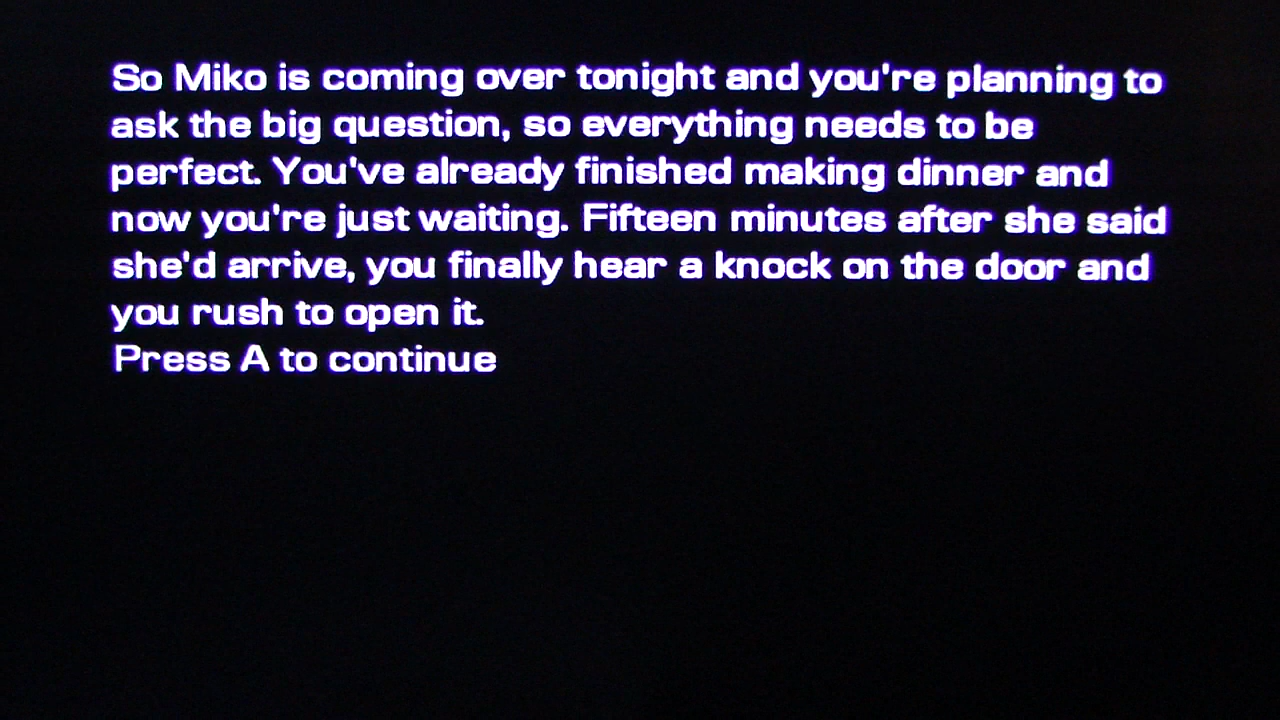 So Miko is coming over tonight and you're planning to
ask the big question, so everything needs to be
perfect. You've already finished making dinner and
now you're just waiting. Fifteen minutes after she said
she'd arrive, you finally hear a knock on the door and
you rush to open it.
Press A to continue